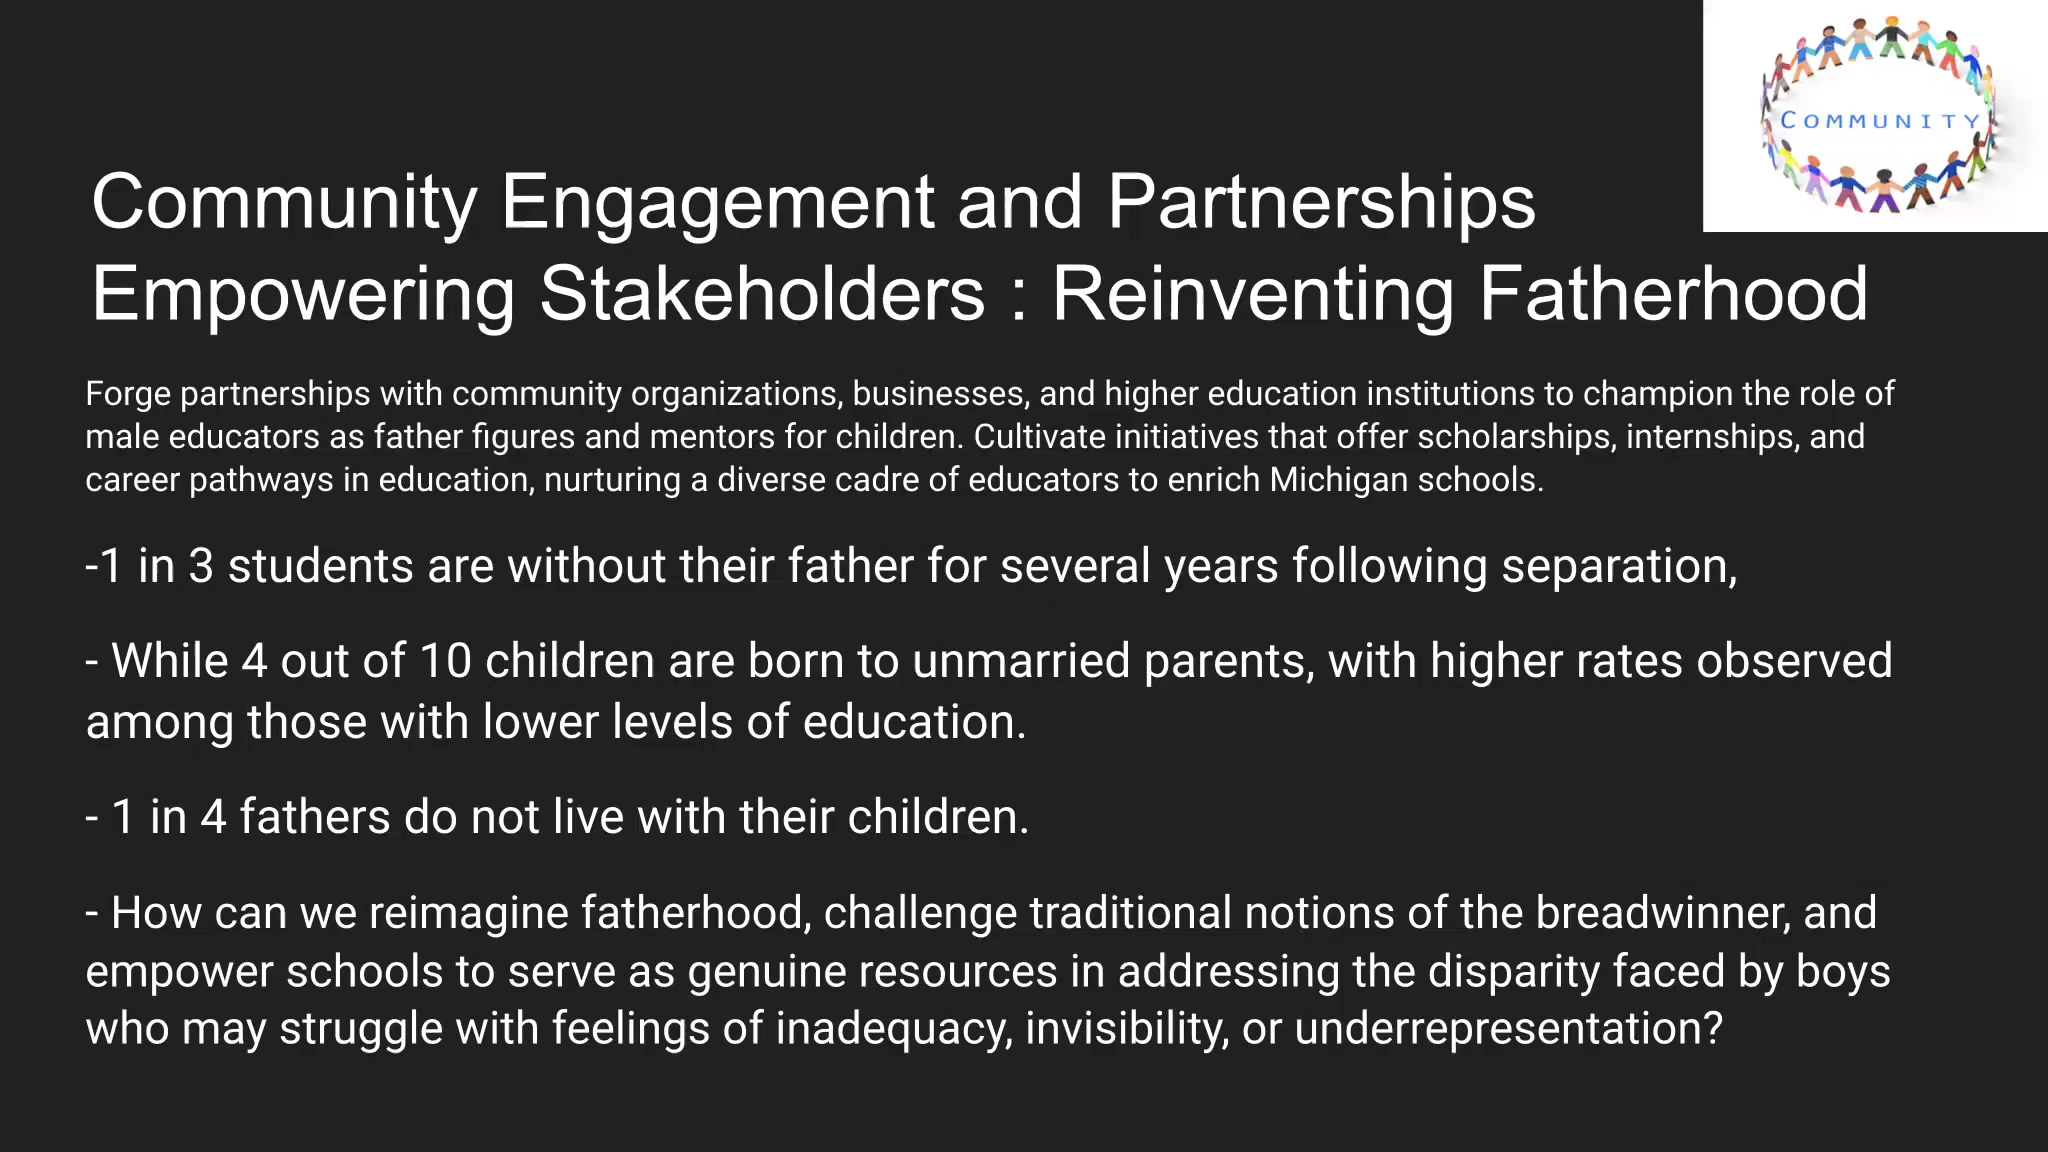 COMMUNITY
Community Engagement and Partnerships
Empowering Stakeholders : Reinventing Fatherhood
Forge partnerships with community organizations, businesses, and higher education institutions to champion the role of
male educators as father figures and mentors for children. Cultivate initiatives that offer scholarships, internships, and
career pathways in education, nurturing a diverse cadre of educators to enrich Michigan schools.
-1 in 3 students are without their father for several years following separation,
- While 4 out of 10 children are born to unmarried parents, with higher rates observed
among those with lower levels of education.
- 1 in 4 fathers do not live with their children.
- How can we reimagine fatherhood, challenge traditional notions of the breadwinner, and
empower schools to serve as genuine resources in addressing the disparity faced by boys
who may struggle with feelings of inadequacy, invisibility, or underrepresentation?